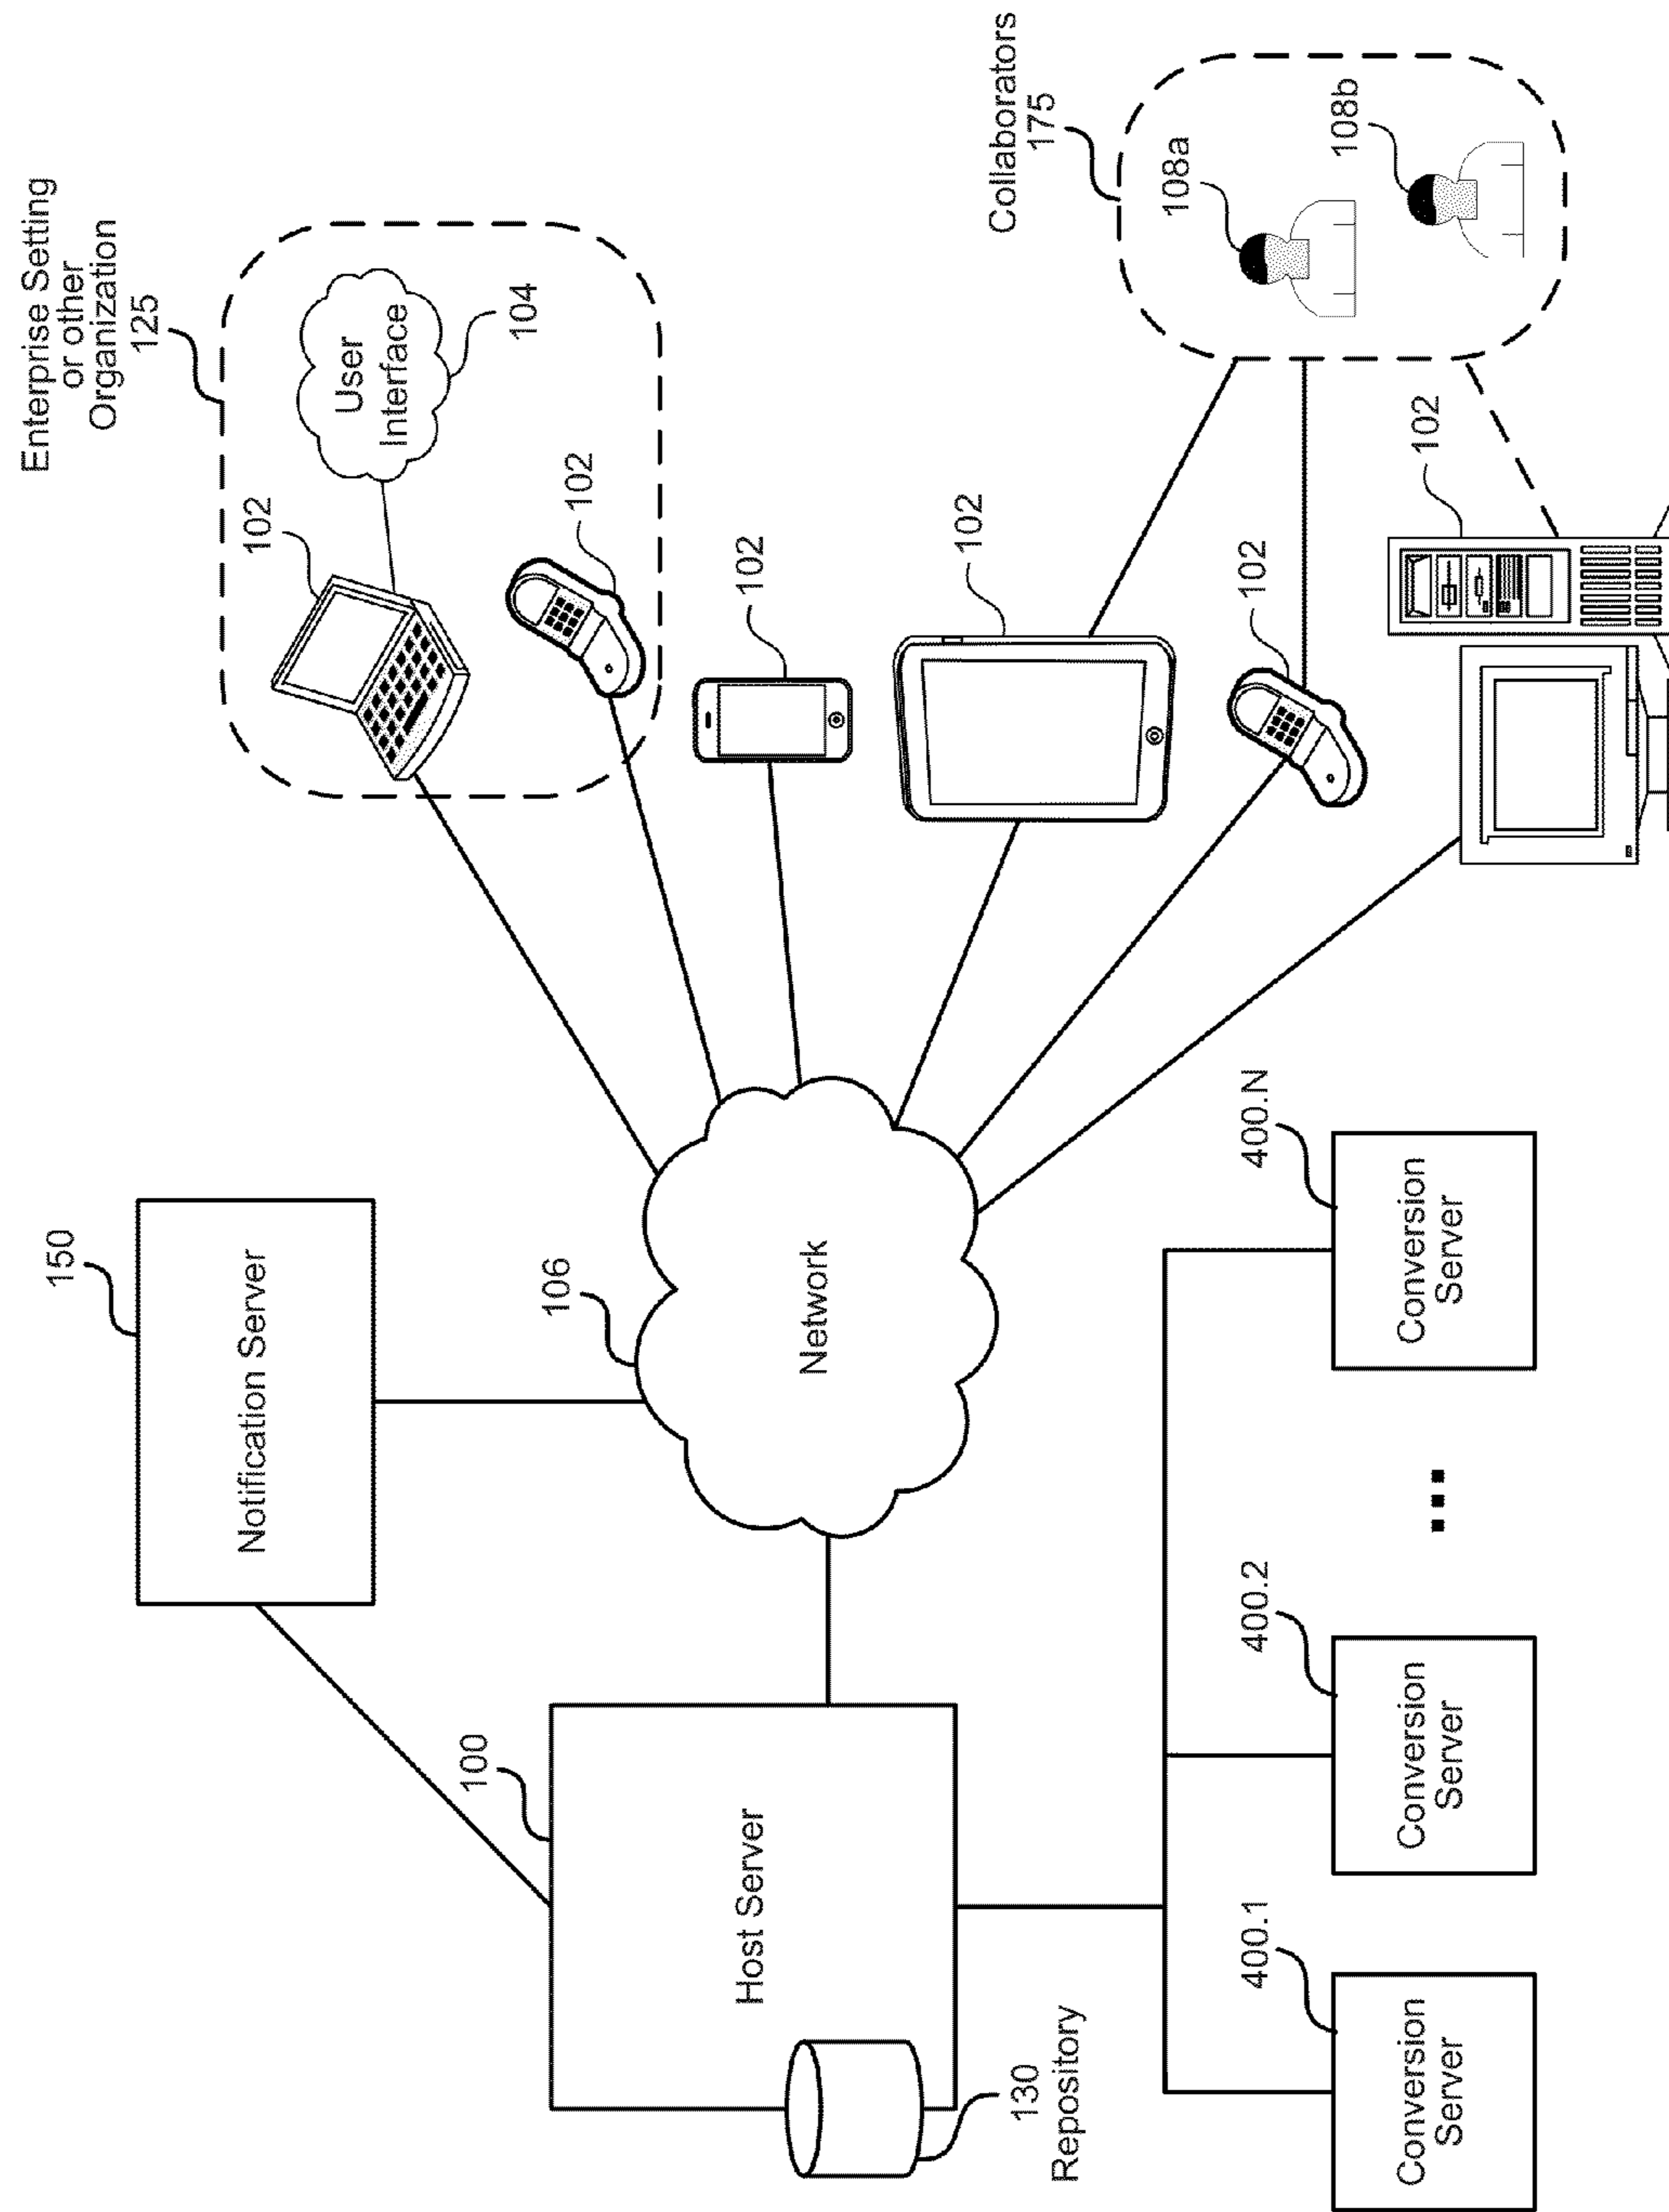 Notification Server
150
Host Server
100
130
Repository
Network
106
Conversion
Server
400.1
Conversion
Server
400.2
...
Conversion
Server
400.N
Enterprise Setting
or other
Organization
125
User
Interface
104
102
102
102
102
102
102
Collaborators
175
108a
108b